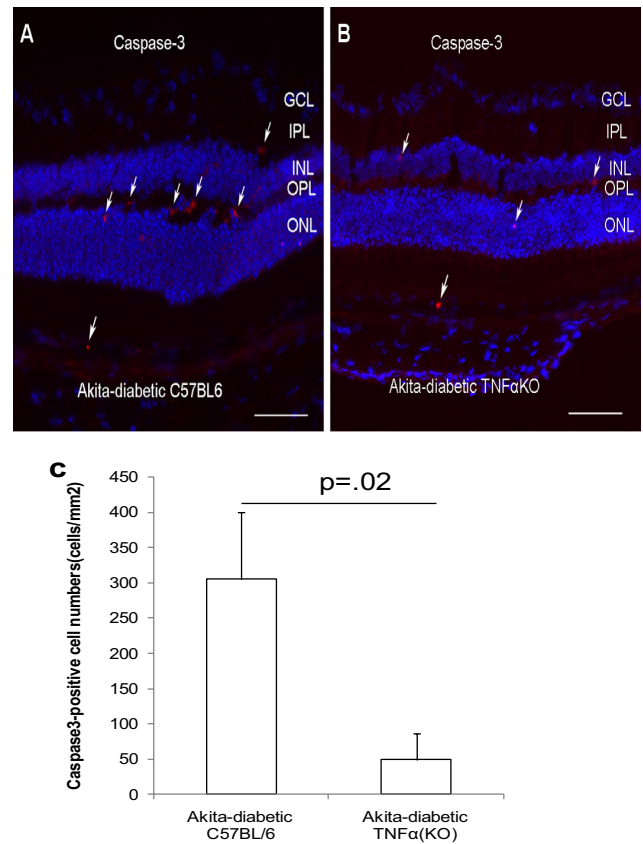 A
Caspase-3
GCL
IPL
INL
OPL
ONL
Akita-diabetic C57BL6
B
Caspase-3
GCL
IPL
INL
OPL
ONL
Akita-diabetic TNFαKO
C
p=.02
Caspase3-positive cell numbers(cells/mm2)
450
400
350
300
250
200
150
100
50
0
Akita-diabetic
C57BL/6
Akita-diabetic
TNFα(KO)